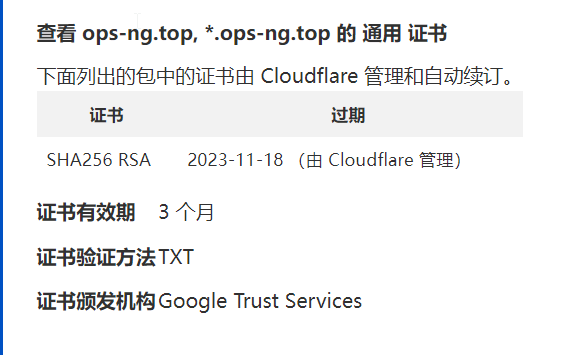 查看 ops-ng.top, *.ops-ng.top 的 通用 证书
下面列出的包中的证书由 Cloudflare 管理和自动续订。
证书 过期
SHA256 RSA 2023-11-18 （由 Cloudflare 管理）
证书有效期 3 个月
证书验证方法 TXT
证书颁发机构 Google Trust Services